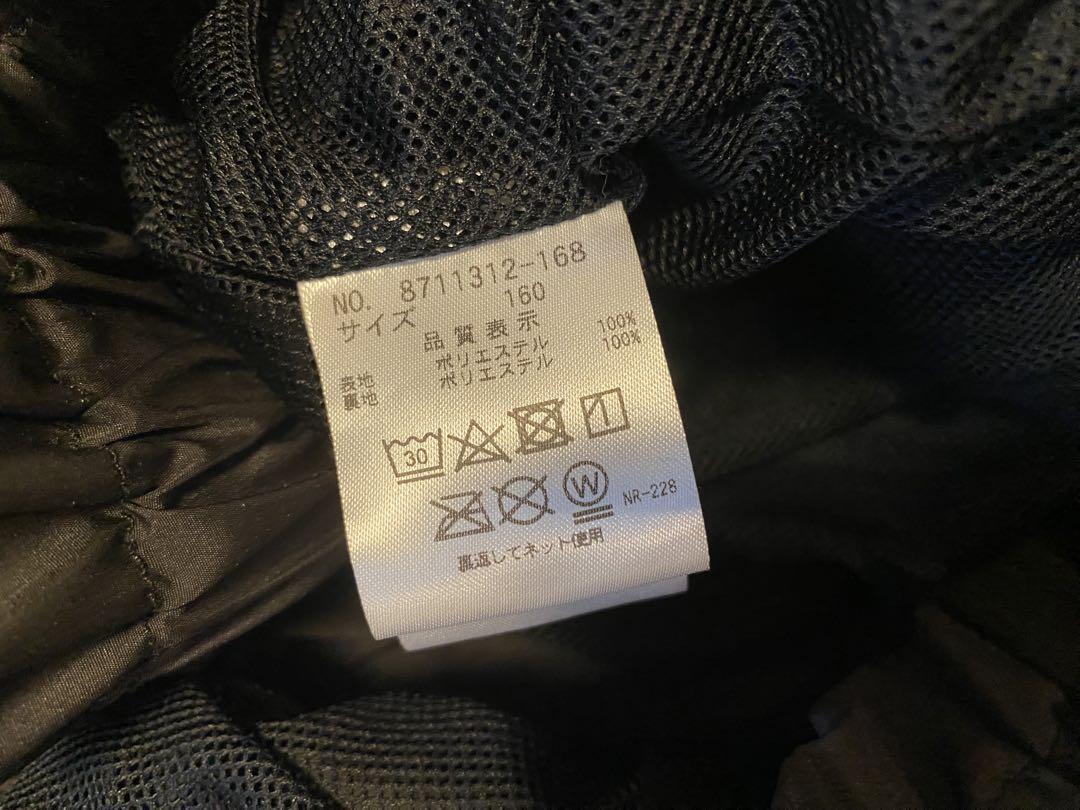 NO. 8711312-168
サイズ 160
品質表示
表地 ポリエステル 100%
裏地 ポリエステル 100%
30
W NR-228
裏返してネット使用